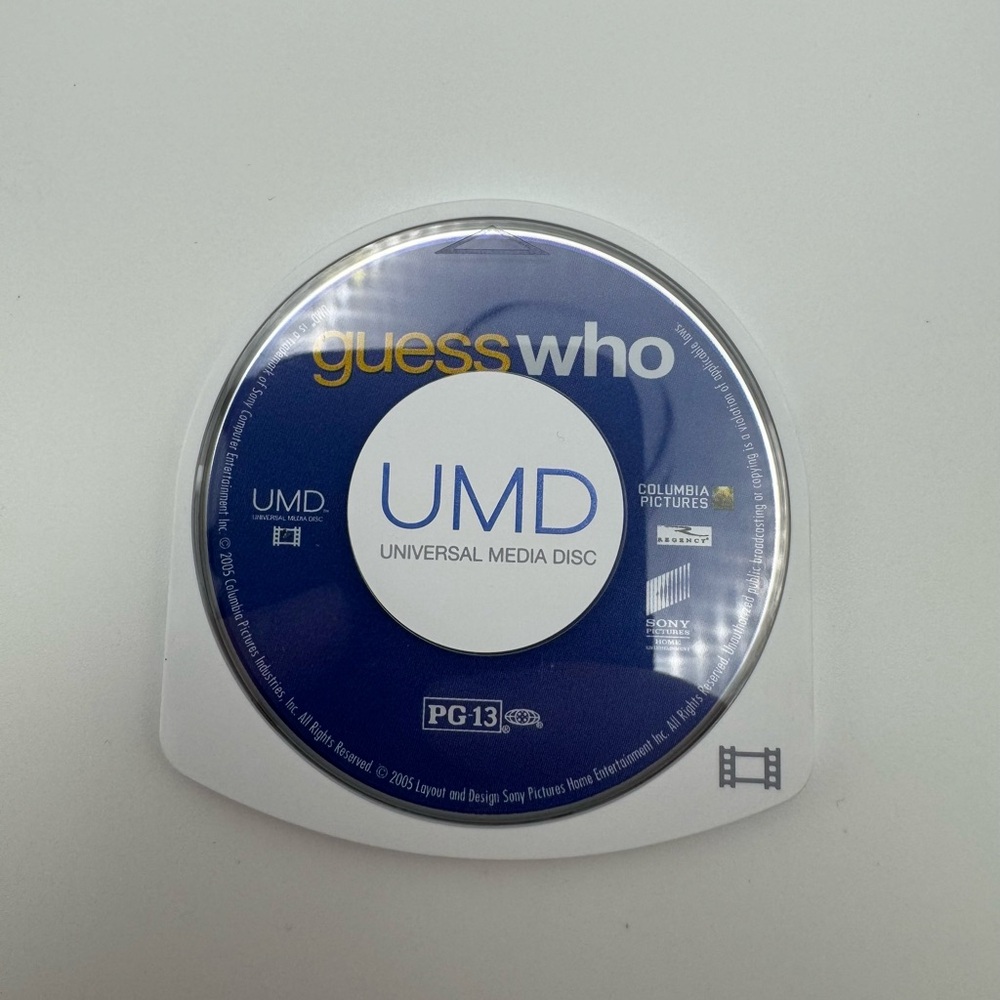 guess who
UMD
UNIVERSAL MEDIA DISC
UMD™
UNIVERSAL MEDIA DISC
COLUMBIA
PICTURES
REGENCY
SONY
PICTURES
HOME
ENTERTAINMENT
PG-13®
®
"UMD" is a trademark of Sony Computer Entertainment Inc. © 2005 Columbia Pictures Industries, Inc. All Rights Reserved. © 2005 Layout and Design Sony Pictures Home Entertainment Inc. All Rights Reserved. Unauthorized public broadcasting or copying is a violation of applicable laws.